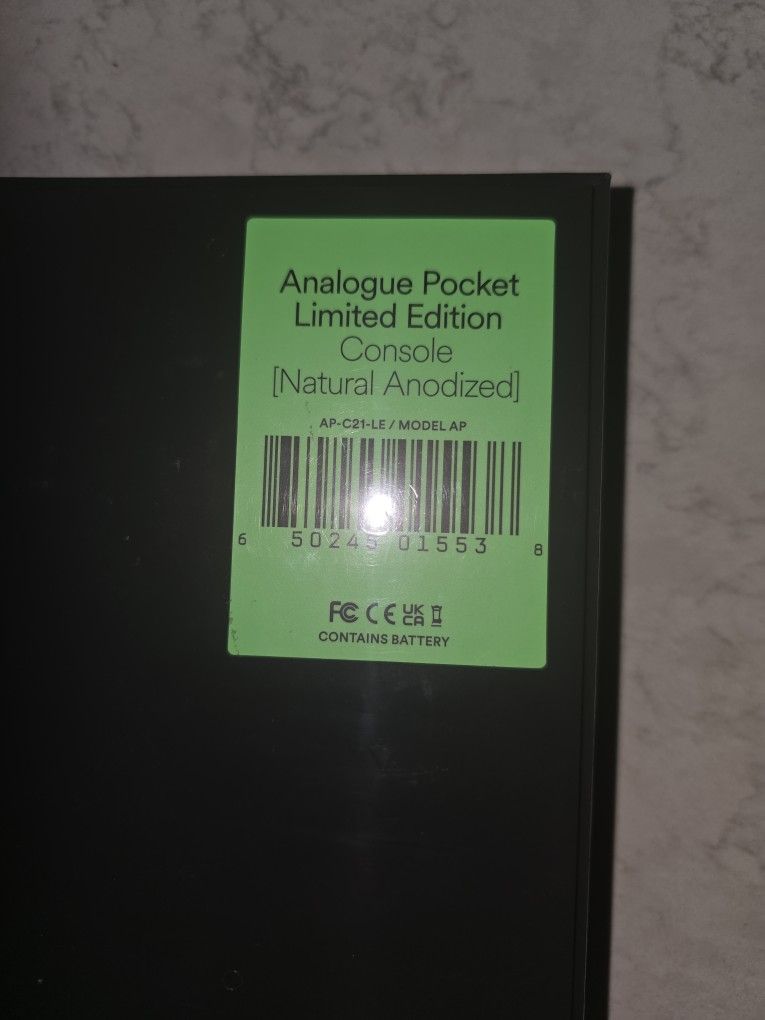 Analogue Pocket
Limited Edition
Console
[Natural Anodized]
AP-C21-LE / MODEL AP
6 50245 01553 8
FC CE UK CA
CONTAINS BATTERY